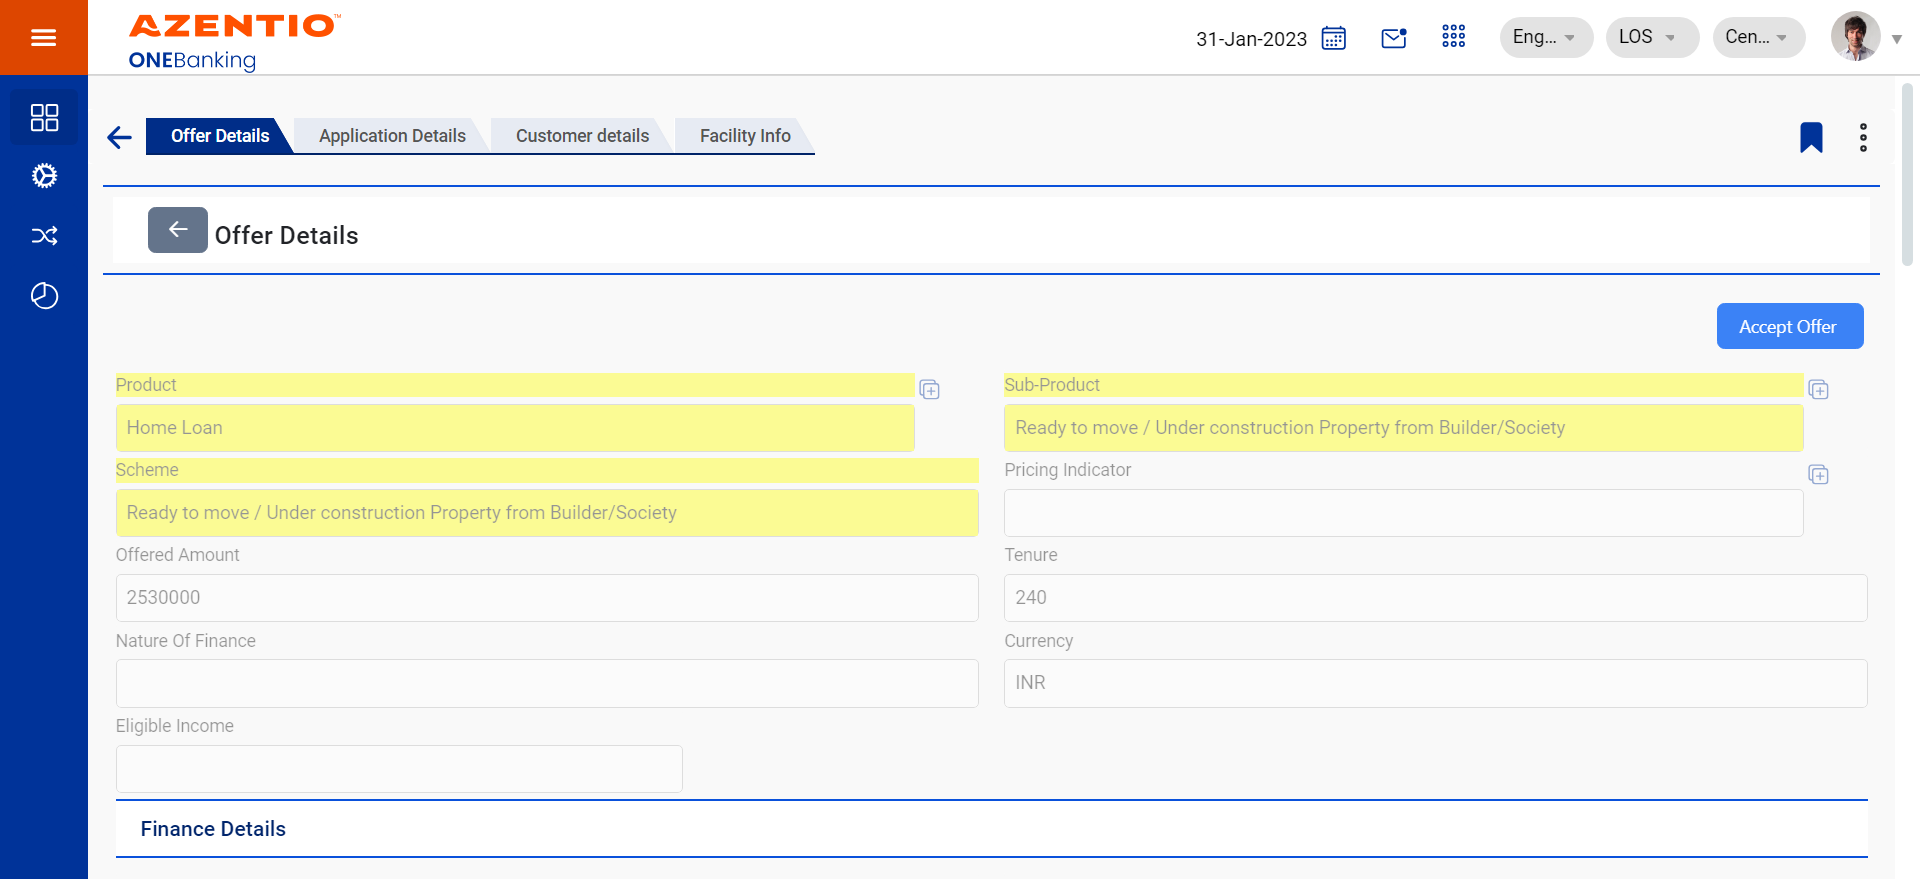 AZENTIO™
ONEBanking
31-Jan-2023
Eng...
LOS
Cen...
Offer Details
Application Details
Customer details
Facility Info
Offer Details
Accept Offer
Product
Sub-Product
Home Loan
Ready to move / Under construction Property from Builder/Society
Scheme
Pricing Indicator
Ready to move / Under construction Property from Builder/Society
Offered Amount
Tenure
2530000
240
Nature Of Finance
Currency
INR
Eligible Income
Finance Details